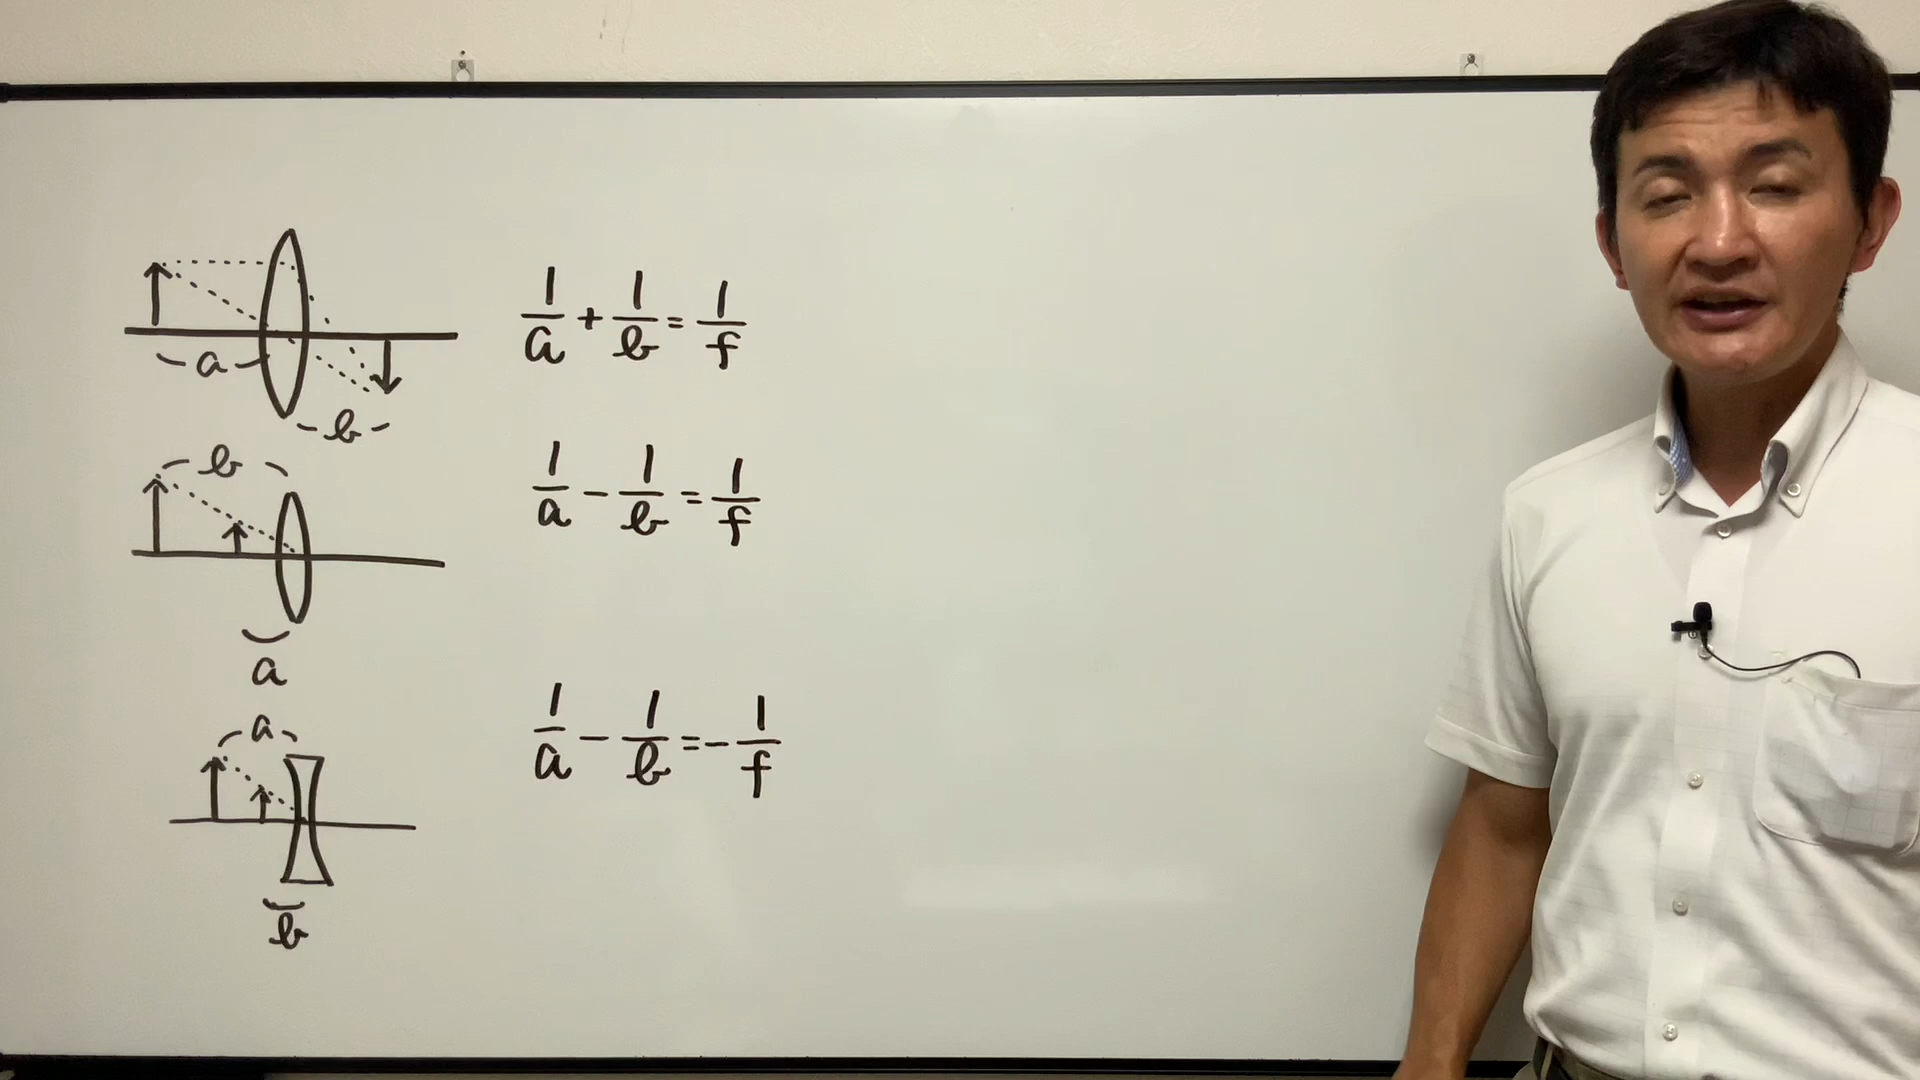 a
b
1/a + 1/b = 1/f
b
a
1/a - 1/b = 1/f
a
b
1/a - 1/b = - 1/f